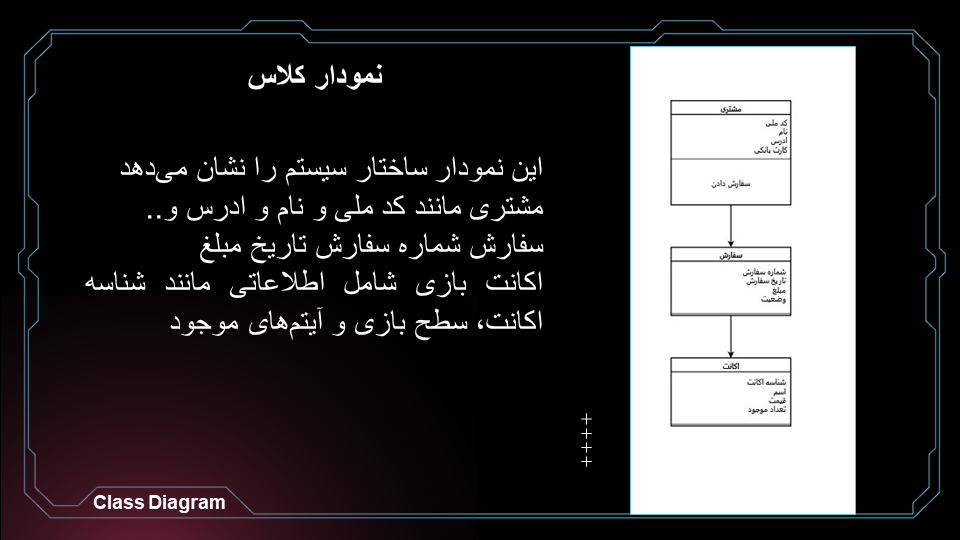 نمودار کلاس
این نمودار ساختار سیستم را نشان می‌دهد
مشتری مانند کد ملی و نام و ادرس و..
سفارش شماره سفارش تاریخ مبلغ
اکانت بازی شامل اطلاعاتی مانند شناسه
اکانت، سطح بازی و آیتم‌های موجود
مشتری
کد ملی
نام
ادرس
کارت بانکی
سفارش دادن
سفارش
شماره سفارش
تاریخ سفارش
مبلغ
وضعیت
اکانت
شناسه اکانت
اسم
قیمت
تعداد موجود
Class Diagram